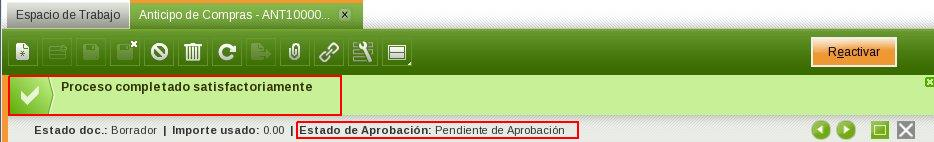 Espacio de Trabajo
Anticipo de Compras - ANT10000...
Reactivar
Proceso completado satisfactoriamente
Estado doc.: Borrador | Importe usado: 0.00 | Estado de Aprobación: Pendiente de Aprobación